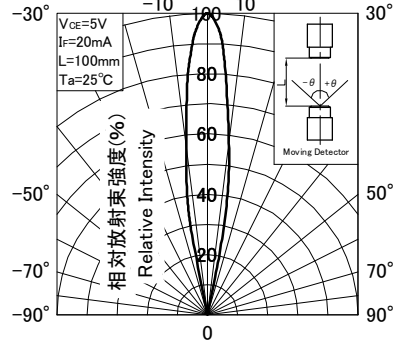 -10 10
-30° 100 30°
VCE=5V
IF=20mA
L=100mm
Ta=25℃
80
L
-θ +θ
Moving Detector
相対放射束強度(%)
Relative Intensity
60
-50° 40 50°
20
-70° 70°
-90° 90°
0